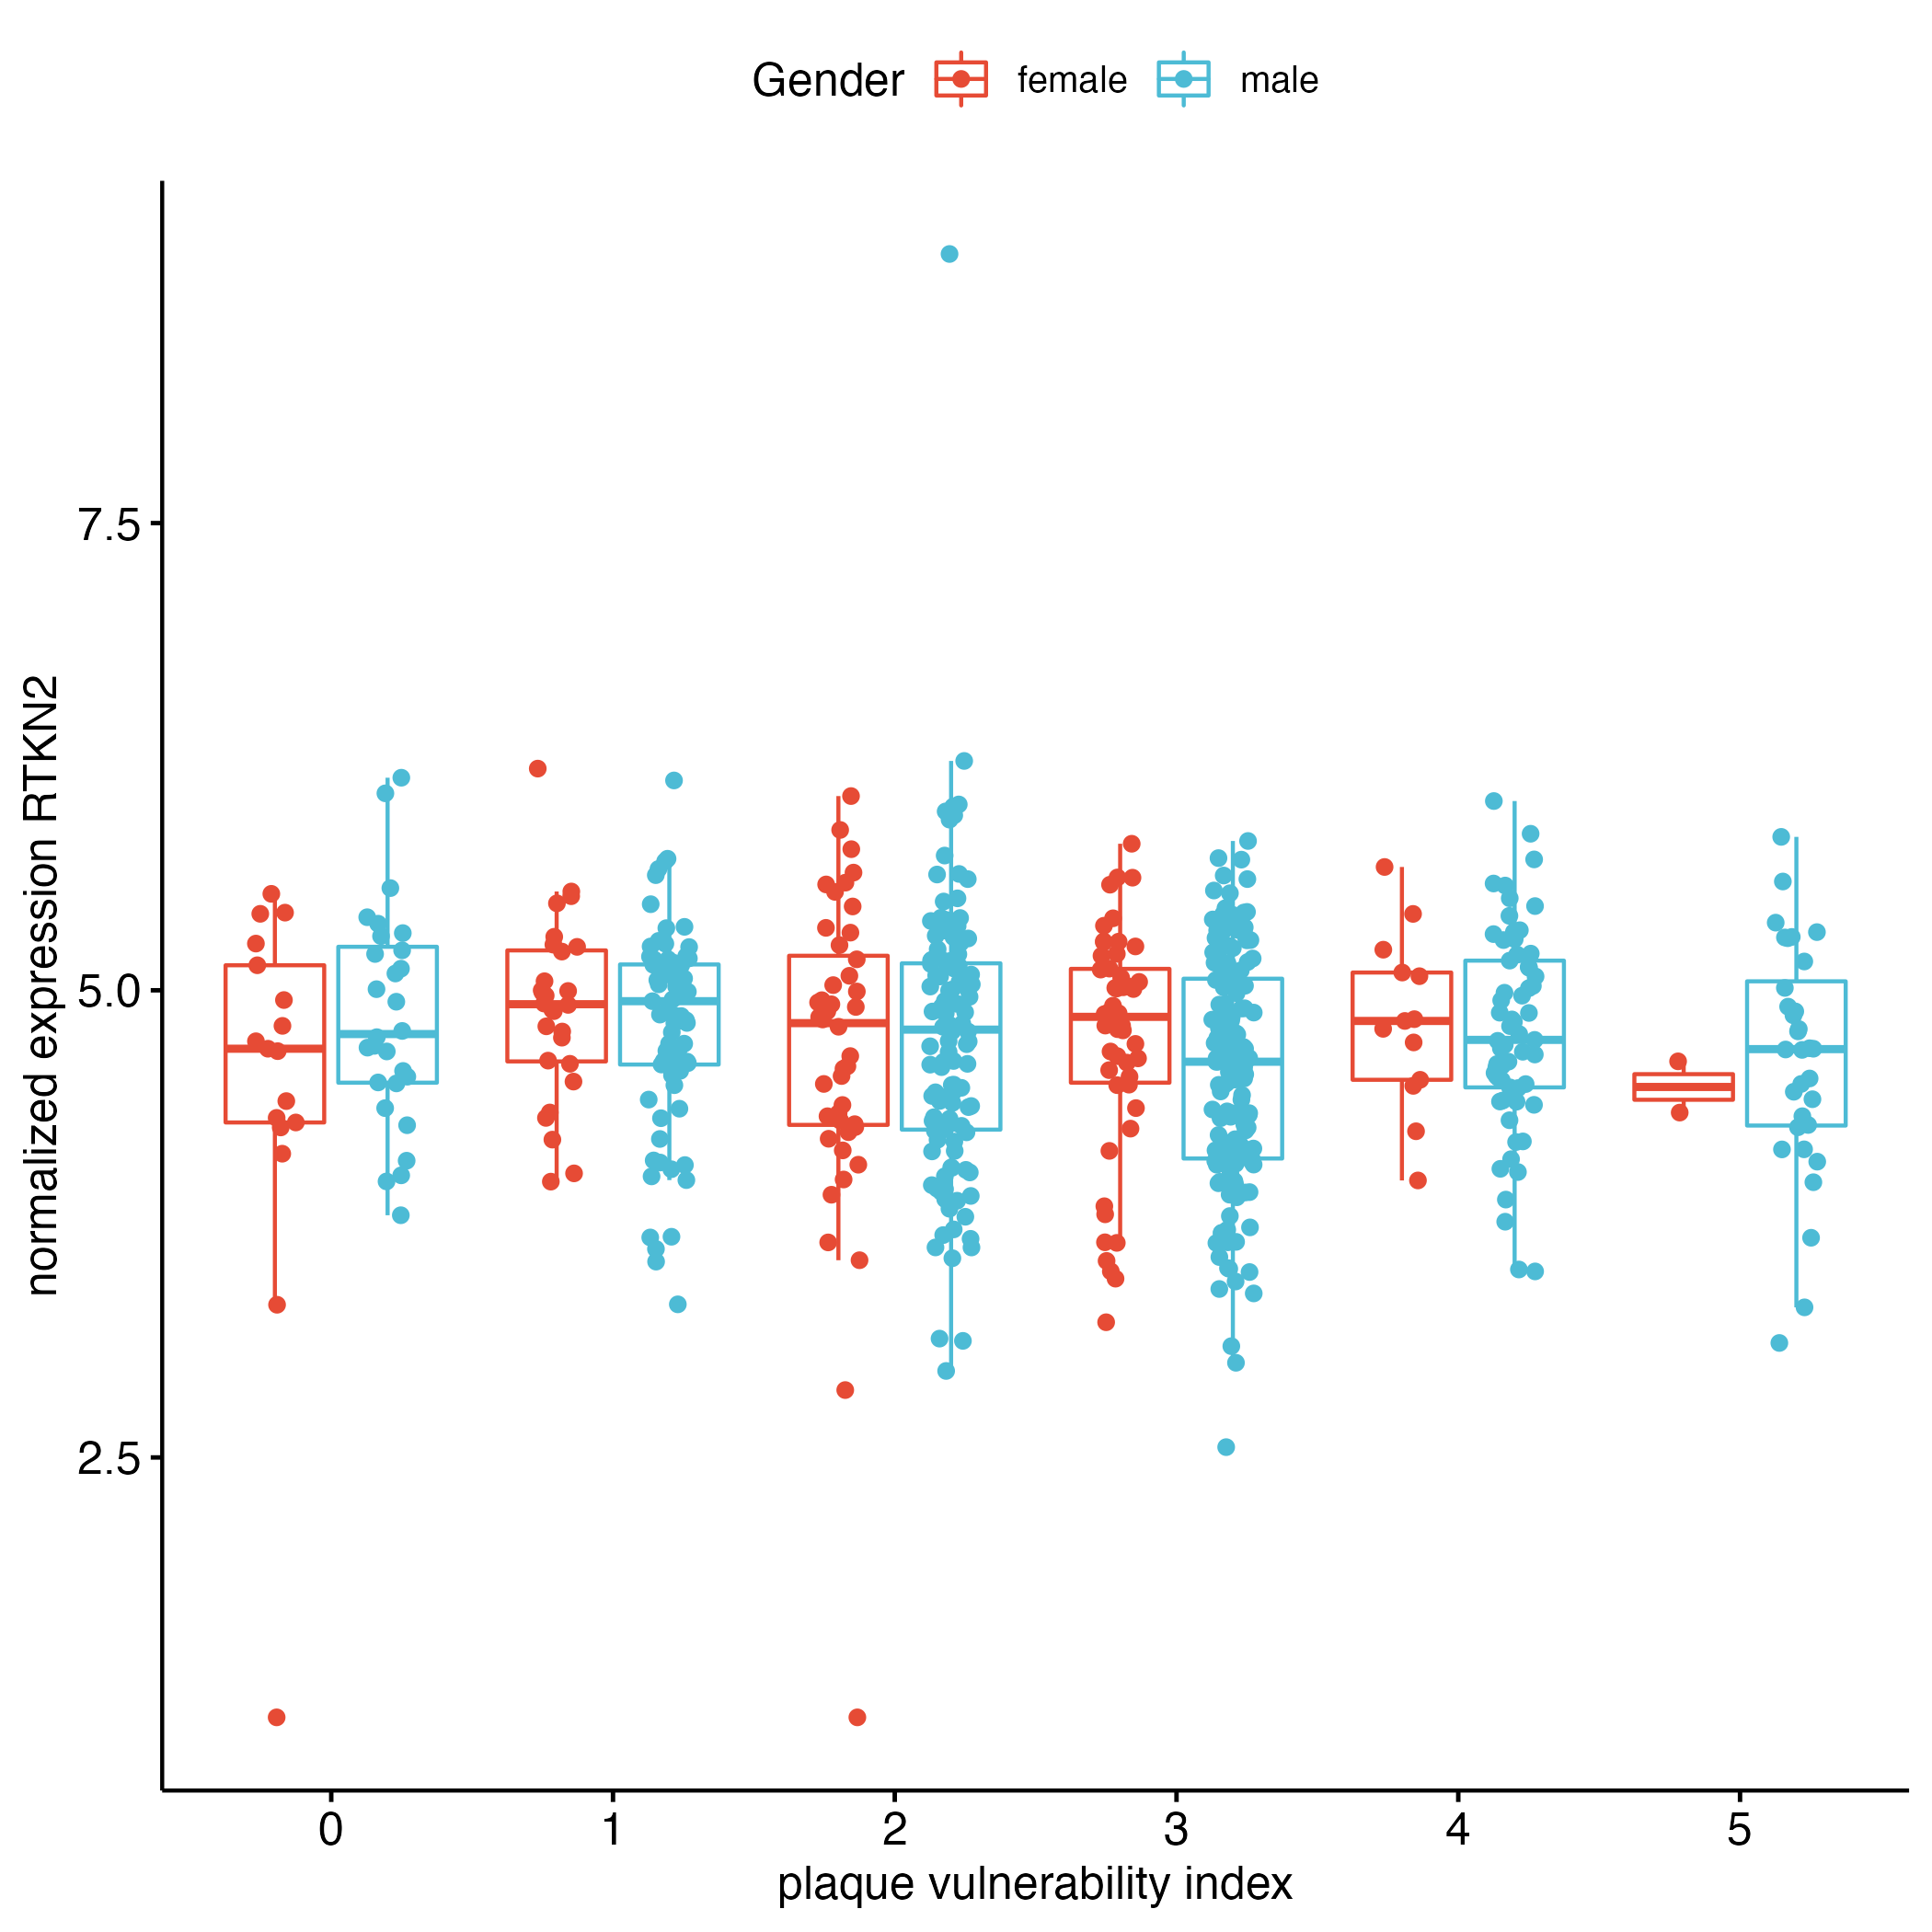 Gender female male
normalized expression RTKN2
7.5
5.0
2.5
0 1 2 3 4 5
plaque vulnerability index